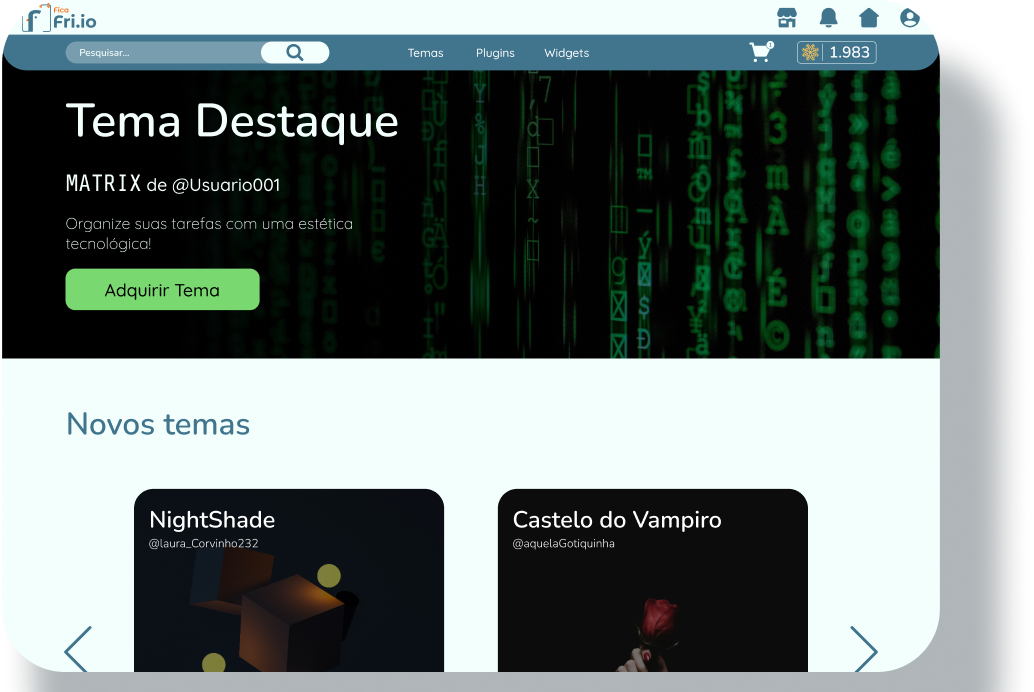 Fica
Fri.io
Pesquisar...
Temas
Plugins
Widgets
1.983
Tema Destaque
MATRIX de @Usuario001
Organize suas tarefas com uma estética
tecnológica!
Adquirir Tema
Novos temas
NightShade
@laura_Corvinho232
Castelo do Vampiro
@aquelaGotiquinha